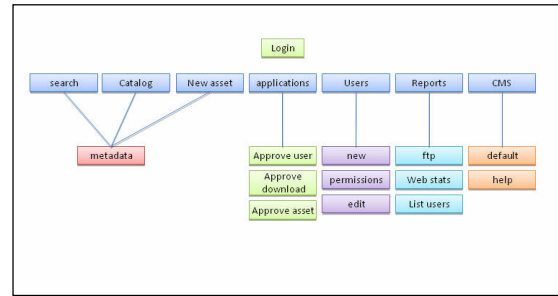 Login
search
Catalog
New asset
applications
Users
Reports
CMS
metadata
Approve user
new
ftp
default
Approve
download
permissions
Web stats
help
Approve asset
edit
List users